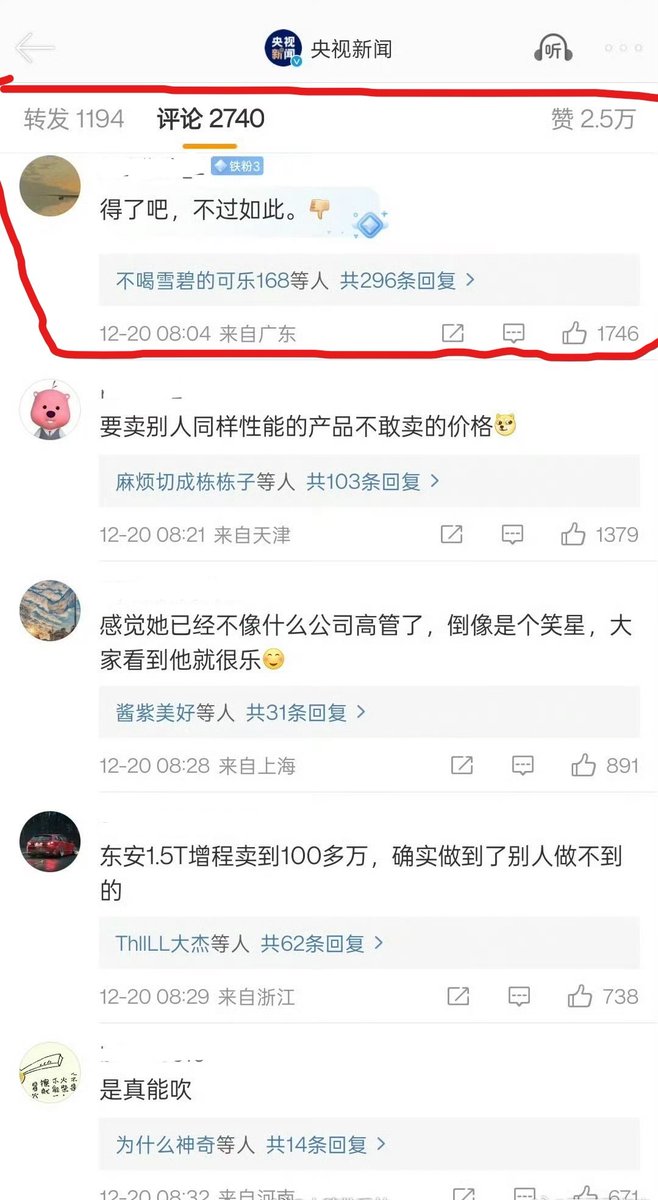 央视新闻
听
转发 1194 评论 2740 赞 2.5万
铁粉3
得了吧，不过如此。👎
不喝雪碧的可乐168等人 共296条回复 >
12-20 08:04 来自广东 1746
要卖别人同样性能的产品不敢卖的价格
麻烦切成栋栋子等人 共103条回复 >
12-20 08:21 来自天津 1379
感觉她已经不像什么公司高管了，倒像是个笑星，大
家看到他就很乐😊
酱紫美好等人 共31条回复 >
12-20 08:28 来自上海 891
东安1.5T增程卖到100多万，确实做到了别人做不到
的
ThIILL大杰等人 共62条回复 >
12-20 08:29 来自浙江 738
是真能吹
为什么神奇等人 共14条回复 >
12-20 08:32 来自河南 671